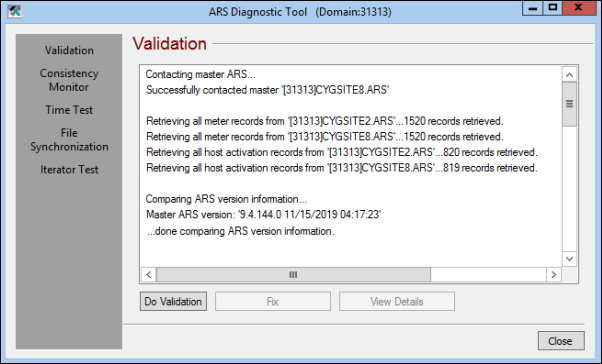 ARS Diagnostic Tool   (Domain:31313)
Validation
Consistency
Monitor
Time Test
File
Synchronization
Iterator Test
Validation
Contacting master ARS...
Successfully contacted master '[31313]CYGSITE8.ARS'
Retrieving all meter records from '[31313]CYGSITE2.ARS'...1520 records retrieved.
Retrieving all meter records from '[31313]CYGSITE8.ARS'...1520 records retrieved.
Retrieving all host activation records from '[31313]CYGSITE2.ARS'...820 records retrieved.
Retrieving all host activation records from '[31313]CYGSITE8.ARS'...819 records retrieved.
Comparing ARS version information...
Master ARS version: '9.4.144.0 11/15/2019 04:17:23'
...done comparing ARS version information.
Do Validation
Fix
View Details
Close